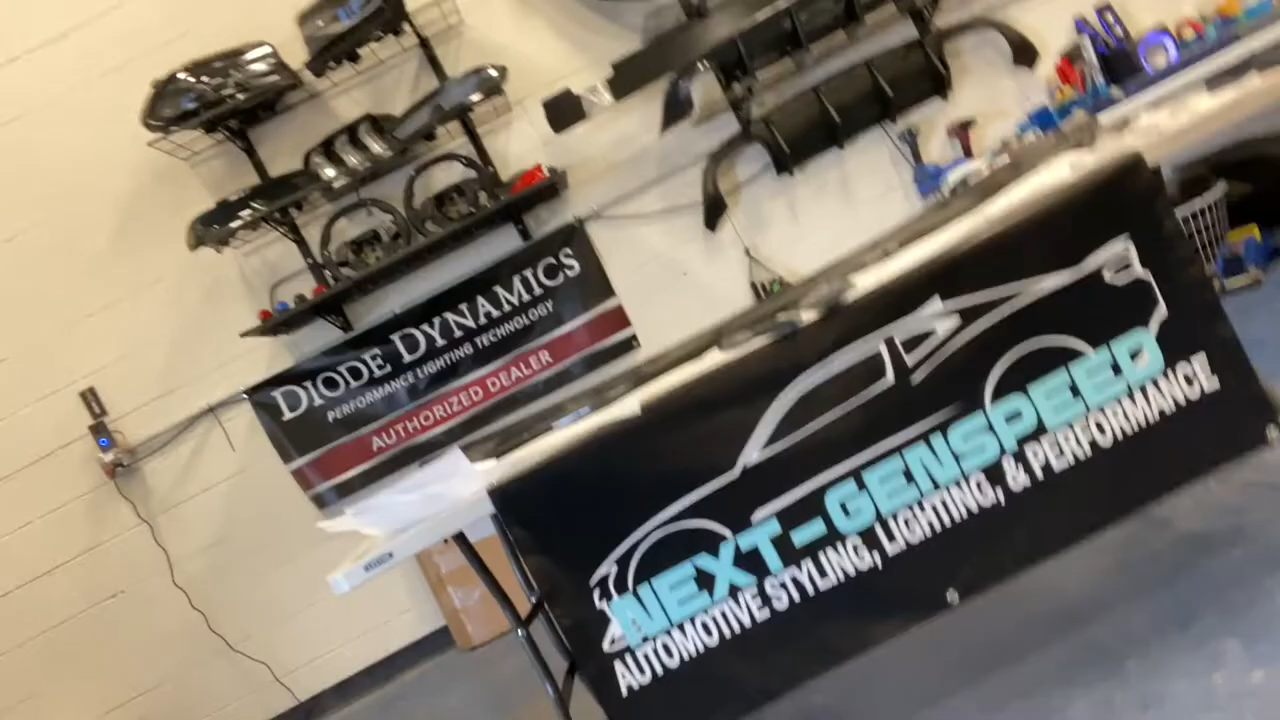 DIODE DYNAMICS
PERFORMANCE LIGHTING TECHNOLOGY
AUTHORIZED DEALER
NEXT-GENSPEED
AUTOMOTIVE STYLING, LIGHTING, & PERFORMANCE